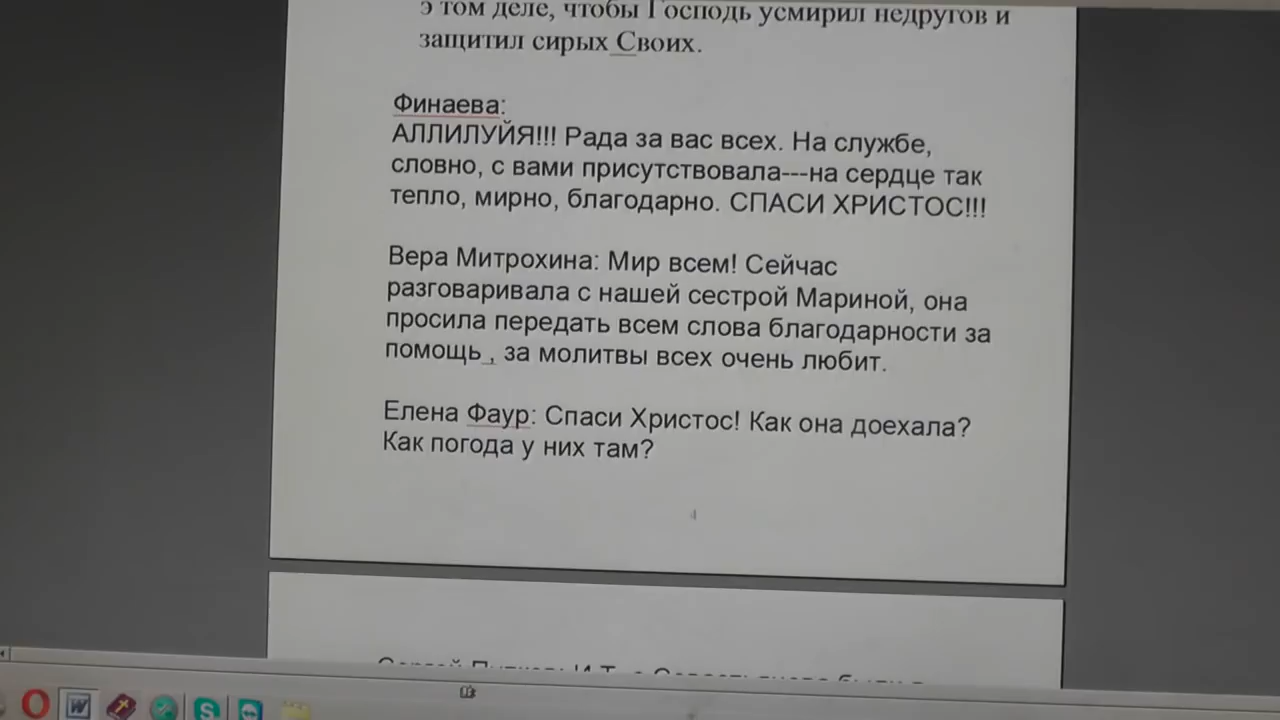 э том деле, чтобы Господь усмирил недругов и
защитил сирых Своих.
Финаева:
АЛЛИЛУЙЯ!!! Рада за вас всех. На службе,
словно, с вами присутствовала---на сердце так
тепло, мирно, благодарно. СПАСИ ХРИСТОС!!!
Вера Митрохина: Мир всем! Сейчас
разговаривала с нашей сестрой Мариной, она
просила передать всем слова благодарности за
помощь , за молитвы всех очень любит.
Елена Фаур: Спаси Христос! Как она доехала?
Как погода у них там?
4